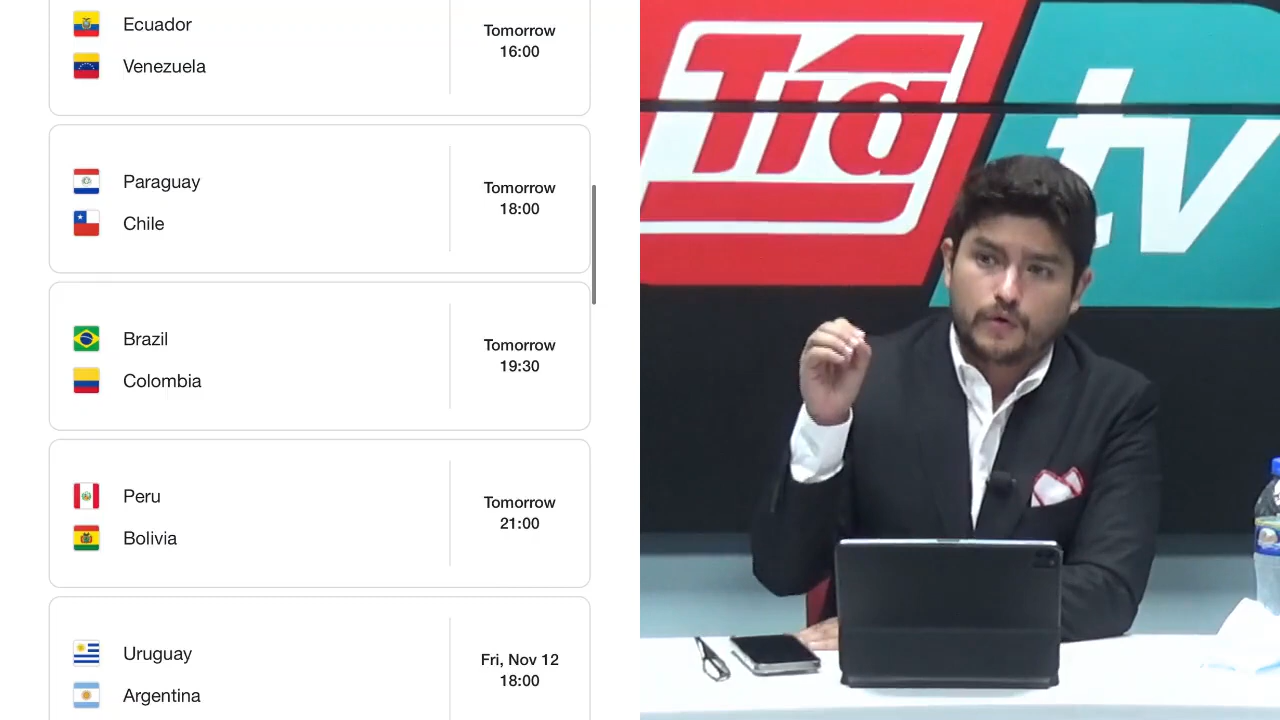 Ecuador
Venezuela
Tomorrow
16:00
Paraguay
Chile
Tomorrow
18:00
Brazil
Colombia
Tomorrow
19:30
Peru
Bolivia
Tomorrow
21:00
Uruguay
Argentina
Fri, Nov 12
18:00
Tia
tv